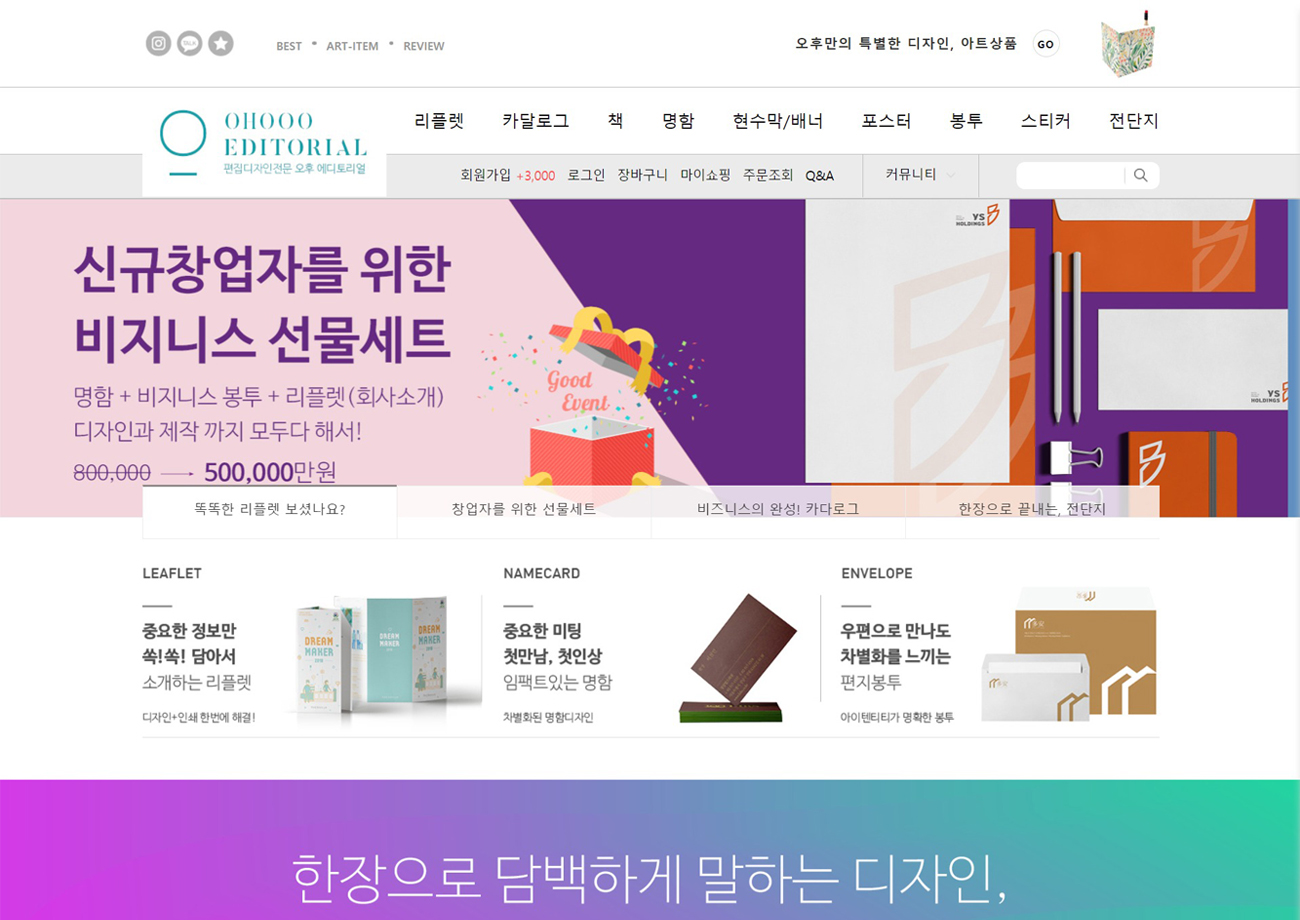 TALK
BEST • ART-ITEM • REVIEW
오후만의 특별한 디자인, 아트상품 GO
OHOOO
EDITORIAL
편집디자인전문 오후 에디토리얼
리플렛 카달로그 책 명함 현수막/배너 포스터 봉투 스티커 전단지
회원가입 +3,000 로그인 장바구니 마이쇼핑 주문조회 Q&A 커뮤니티
신규창업자를 위한
비지니스 선물세트
명함 + 비지니스 봉투 + 리플렛(회사소개)
디자인과 제작 까지 모두다 해서!
800,000 → 500,000만원
Good
Event
YS
HOLDINGS
YS
HOLDINGS
똑똑한 리플렛 보셨나요? 창업자를 위한 선물세트 비즈니스의 완성! 카다로그 한장으로 끝내는, 전단지
LEAFLET
중요한 정보만
쏙!쏙! 담아서
소개하는 리플렛
디자인+인쇄 한번에 해결!
DREAM
MAKER
DREAM
MAKER
DREAM
MAKER
NAMECARD
중요한 미팅
첫만남, 첫인상
임팩트있는 명함
차별화된 명함디자인
ENVELOPE
우편으로 만나도
차별화를 느끼는
편지봉투
아이텐티티가 명확한 봉투
한장으로 담백하게 말하는 디자인,